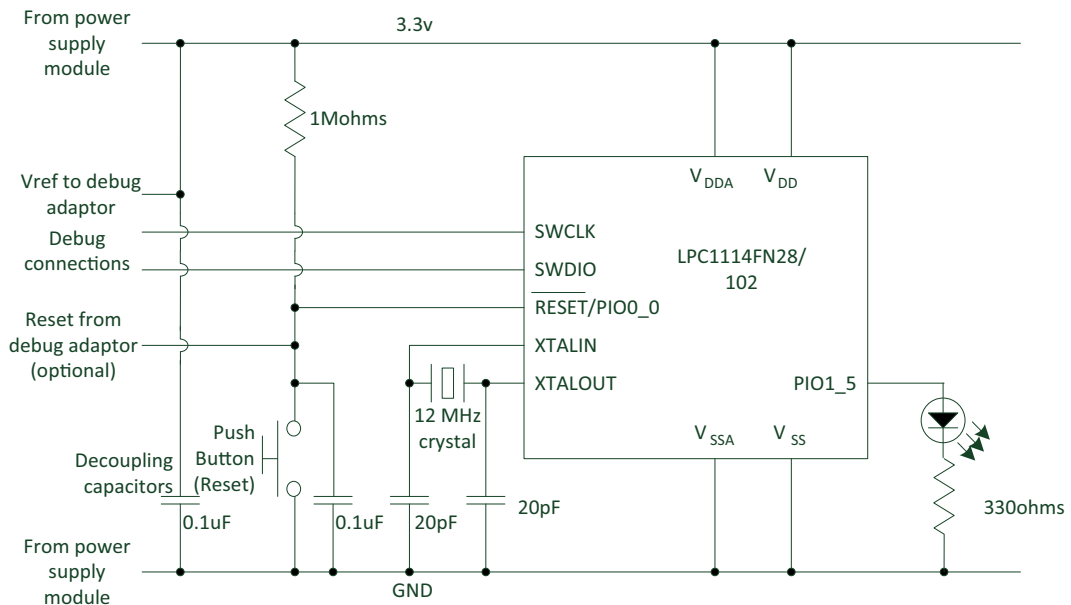 From power
supply
module
3.3v
1Mohms
Vref to debug
adaptor
Debug
connections
Reset from
debug adaptor
(optional)
V DDA
V DD
SWCLK
SWDIO
RESET/PIO0_0
XTALIN
XTALOUT
LPC1114FN28/
102
PIO1_5
V SSA
V SS
12 MHz
crystal
Push
Button
(Reset)
Decoupling
capacitors
0.1uF
0.1uF
20pF
20pF
330ohms
From power
supply
module
GND